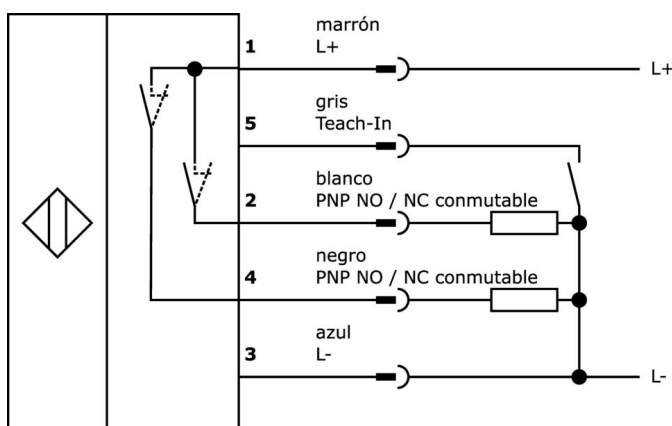 marrón
1 L+
L+
gris
5 Teach-In
blanco
2 PNP NO / NC conmutable
negro
4 PNP NO / NC conmutable
azul
3 L-
L-